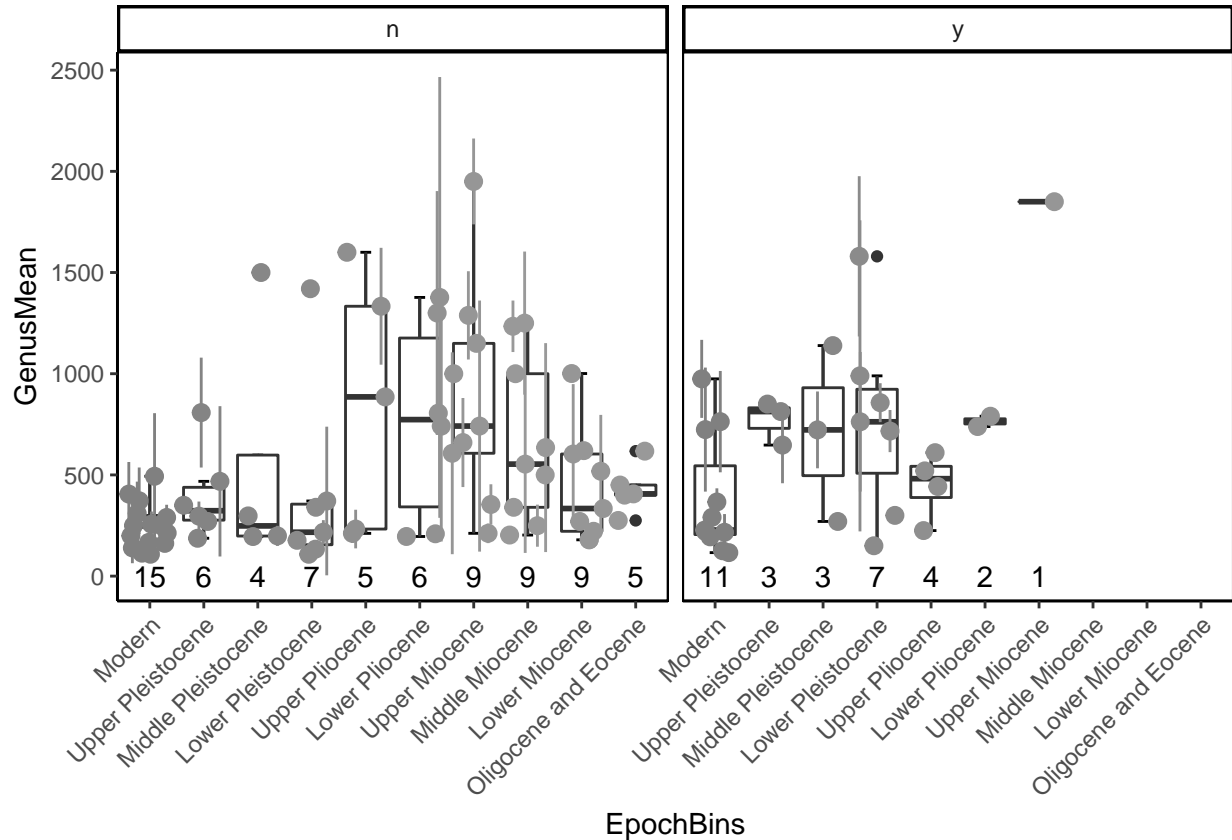 n
y
GenusMean
2500
2000
1500
1000
500
0
15 6 4 7 5 6 9 9 9 5
11 3 3 7 4 2 1
Modern
Upper Pleistocene
Middle Pleistocene
Lower Pleistocene
Upper Pliocene
Lower Pliocene
Upper Miocene
Middle Miocene
Lower Miocene
Oligocene and Eocene
Modern
Upper Pleistocene
Middle Pleistocene
Lower Pleistocene
Upper Pliocene
Lower Pliocene
Upper Miocene
Middle Miocene
Lower Miocene
Oligocene and Eocene
EpochBins